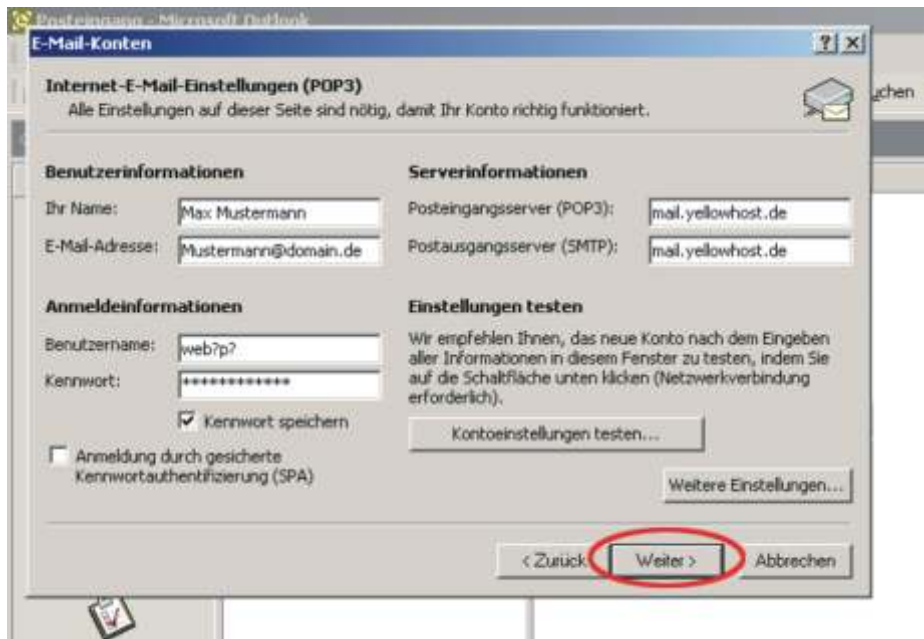 Posteingang - Microsoft Outlook
E-Mail-Konten
Internet-E-Mail-Einstellungen (POP3)
Alle Einstellungen auf dieser Seite sind nötig, damit Ihr Konto richtig funktioniert.
Benutzerinformationen
Ihr Name: Max Mustermann
E-Mail-Adresse: Mustermann@domain.de
Serverinformationen
Posteingangsserver (POP3): mail.yellowhost.de
Postausgangsserver (SMTP): mail.yellowhost.de
Anmeldeinformationen
Benutzername: web?p?
Kennwort: ************
Kennwort speichern
Anmeldung durch gesicherte
Kennwortauthentifizierung (SPA)
Einstellungen testen
Wir empfehlen Ihnen, das neue Konto nach dem Eingeben
aller Informationen in diesem Fenster zu testen, indem Sie
auf die Schaltfläche unten klicken (Netzwerkverbindung
erforderlich).
Kontoeinstellungen testen...
Weitere Einstellungen...
< Zurück
Weiter >
Abbrechen